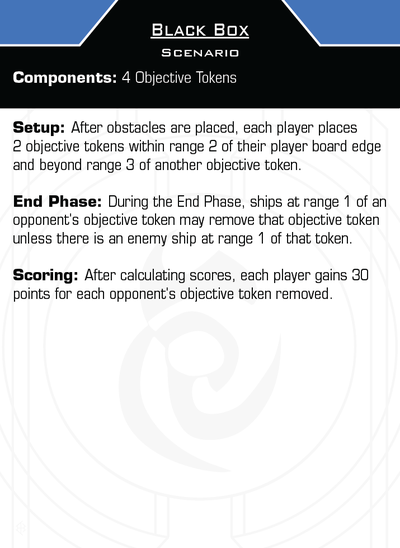 Black Box
Scenario
Components: 4 Objective Tokens
Setup: After obstacles are placed, each player places
2 objective tokens within range 2 of their player board edge
and beyond range 3 of another objective token.
End Phase: During the End Phase, ships at range 1 of an
opponent's objective token may remove that objective token
unless there is an enemy ship at range 1 of that token.
Scoring: After calculating scores, each player gains 30
points for each opponent's objective token removed.